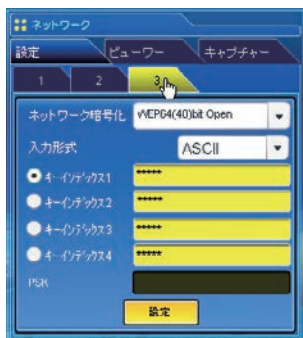 ネットワーク
設定 ビューワー キャプチャー
1 2 3
ネットワーク暗号化 WEP64(40)bit Open
入力形式 ASCII
キーインデックス1 *****
キーインデックス2 *****
キーインデックス3 *****
キーインデックス4 *****
PSK
設定